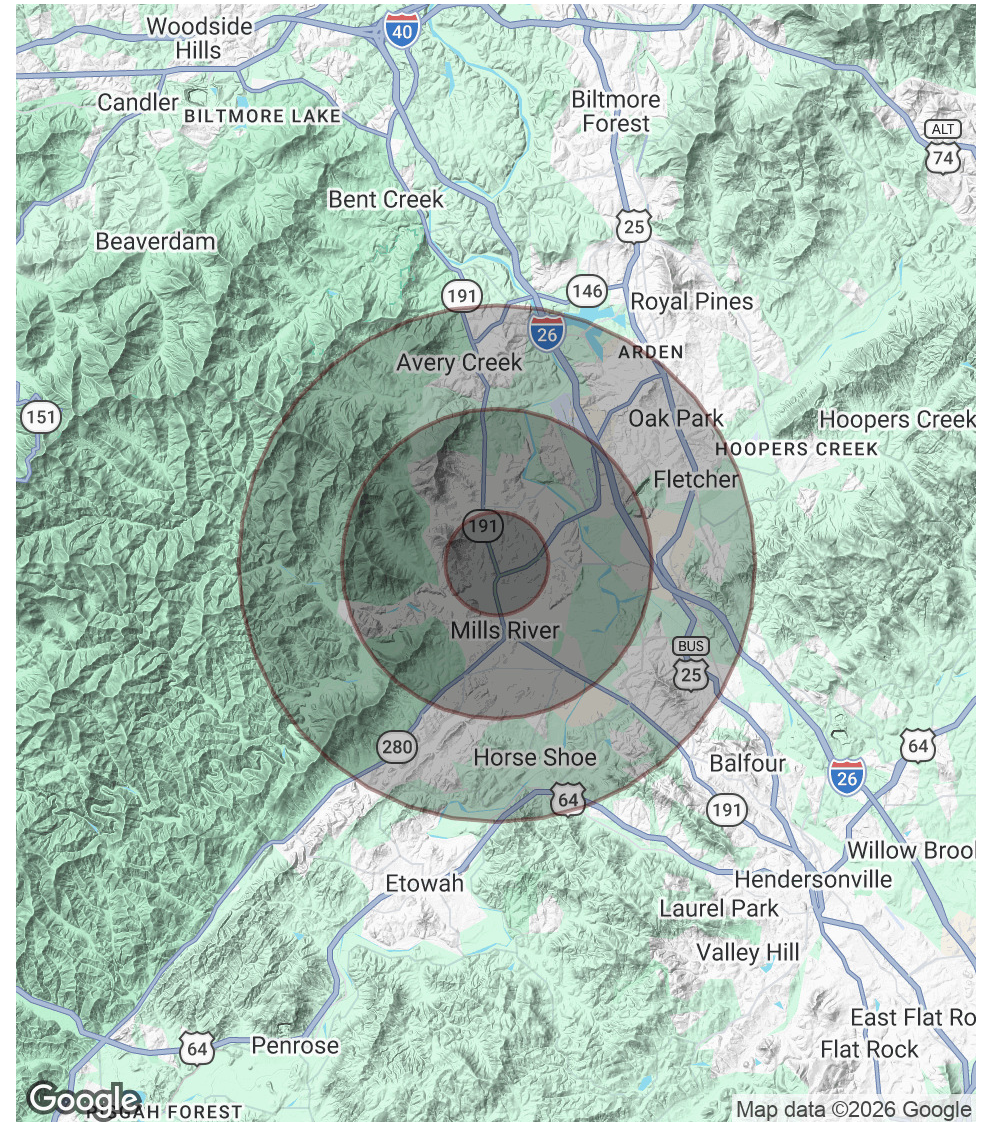 Woodside
Hills
40
Candler
BILTMORE LAKE
Biltmore
Forest
ALT
74
Bent Creek
25
Beaverdam
191
146
Royal Pines
26
ARDEN
Avery Creek
151
Oak Park
Hoopers Creek
HOOPERS CREEK
Fletcher
191
Mills River
BUS
25
280
Horse Shoe
64
Balfour
64
26
191
Willow Brook
Etowah
Hendersonville
Laurel Park
Valley Hill
East Flat Ro
Flat Rock
64
Penrose
Google
GAH FOREST
Map data ©2026 Google